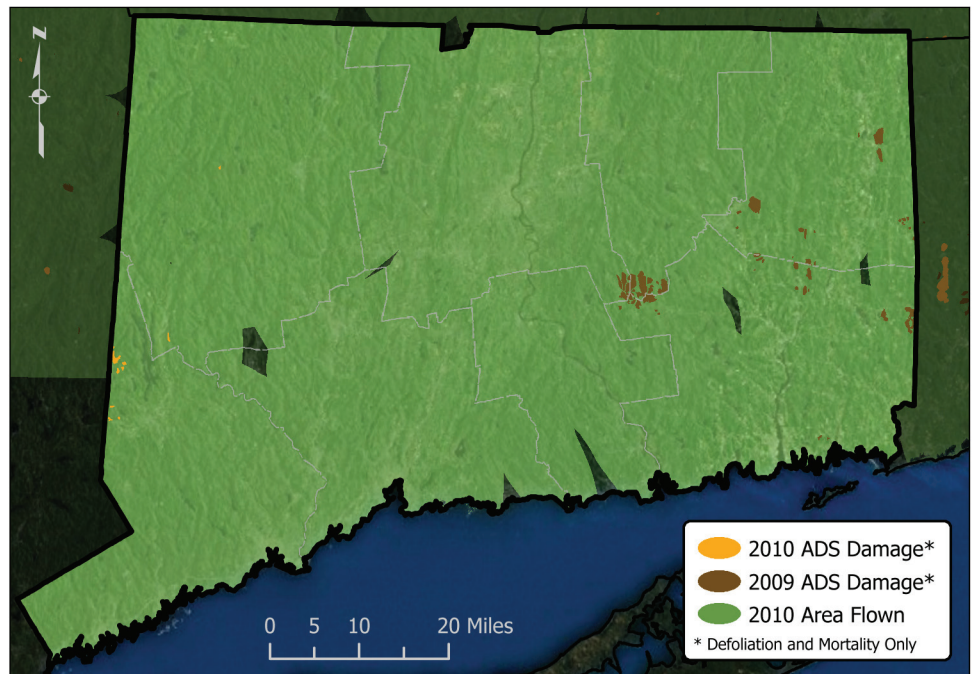 N
0 5 10 20 Miles
2010 ADS Damage*
2009 ADS Damage*
2010 Area Flown
* Defoliation and Mortality Only